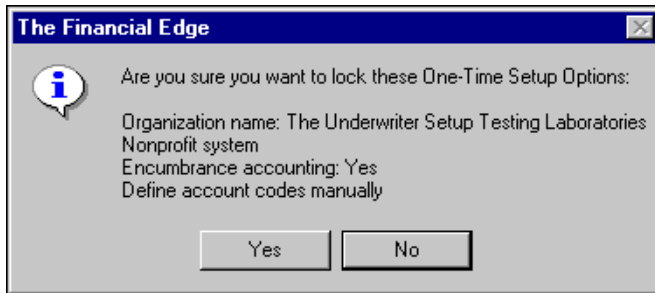 The Financial Edge
Are you sure you want to lock these One-Time Setup Options:
Organization name: The Underwriter Setup Testing Laboratories
Nonprofit system
Encumbrance accounting: Yes
Define account codes manually
Yes
No